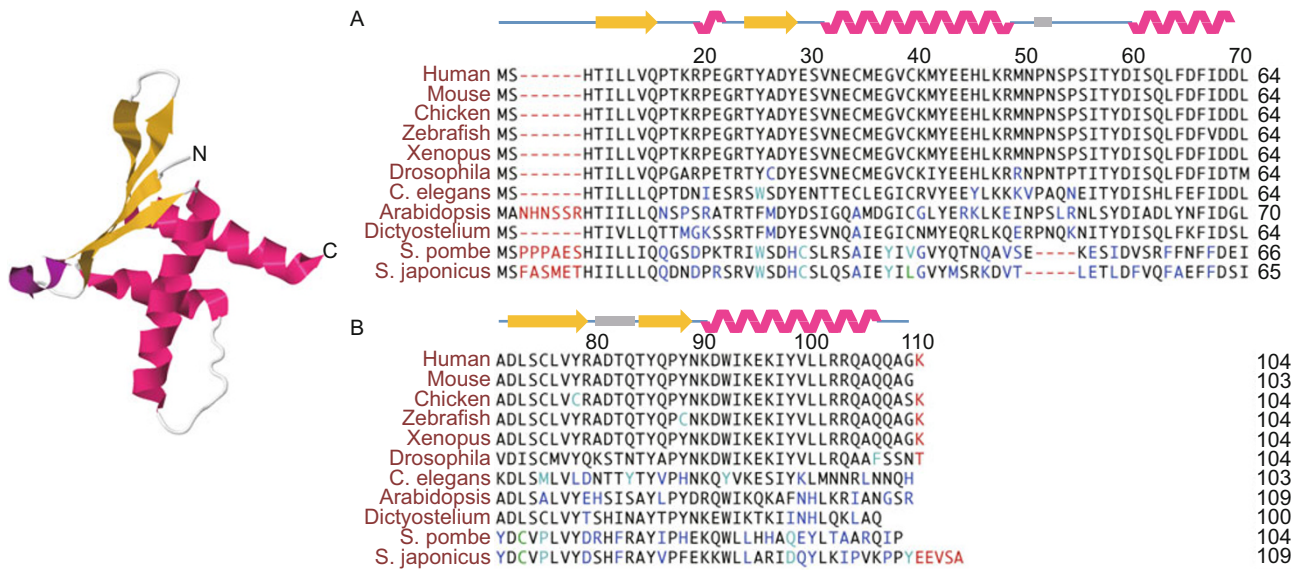 N
C
A
20 30 40 50 60 70
Human MS------HTILLVQPTKRPEGRTYADYESVNECMEGVCKMYEEHLKRMNPNSPSITYDISQLFDFIDDL 64
Mouse MS------HTILLVQPTKRPEGRTYADYESVNECMEGVCKMYEEHLKRMNPNSPSITYDISQLFDFIDDL 64
Chicken MS------HTILLVQPTKRPEGRTYADYESVNECMEGVCKMYEEHLKRMNPNSPSITYDISQLFDFIDDL 64
Zebrafish MS------HTILLVQPTKRPEGRTYADYESVNECMEGVCKMYEEHLKRMNPNSPSITYDISQLFDFVDDL 64
Xenopus MS------HTILLVQPTKRPEGRTYADYESVNECMEGVCKMYEEHLKRMNPNSPSITYDISQLFDFIDDL 64
Drosophila MS------HTILLVQPGARPETRTYCDYESVNECMEGVCKIYEEHLKRRNPNTPTITYDISQLFDFIDTM 64
C. elegans MS------HTILLLQPTDNIESRSWSDYENTTECLEGICRVYEEYLKKKVPAQNEITYDISHLFEFIDDL 64
Arabidopsis MANHNSSRHTIILLQNSPSRATRTFMDYDSIGQAMDGICGLYERKLKEINPSLRNLSYDIADLYNFIDGL 70
Dictyostelium MS------HTIVLLQTTMGKSSRTFMDYESVNQAIEGICNMYEQRLKQERPNQKNITYDISQLFKFIDDL 64
S. pombe MSPPPAESHTIILLIQQGSDPKTRIWSDHCSLRSAIEYIVGVYQTNQAVSE----KESIDVSRFFNFFDEI 66
S. japonicus MSFASMETHIILLLQQDNDPRSRVWSDHCSLQSAIEYILGVYMSRKDVT-----LETLDFVQFAEFFDSI 65
B
80 90 100 110
Human ADLSCLVYRADTQTYQPYNKDWIKEKIYVLLRRQAQQAGK 104
Mouse ADLSCLVYRADTQTYQPYNKDWIKEKIYVLLRRQAQQAG 103
Chicken ADLSCLVCRADTQTYQPYNKDWIKEKIYVLLRRQAQQASK 104
Zebrafish ADLSCLVYRADTQTYQPCNKDWIKEKIYVLLRRQAQQAGK 104
Xenopus ADLSCLVYRADTQTYQPYNKDWIKEKIYVLLRRQAQQAGK 104
Drosophila VDISCMVYQKSTNTYAPYNKDWIKEKIYVLLRQAAFSSNT 104
C. elegans KDLSMLVLDNTTYTYVPHNKQYVKESIYKLMNNRLNNQH 103
Arabidopsis ADLSALVYEHSISAYLPYDRQWIKQKAFNHLKRIANGSR 109
Dictyostelium ADLSCLVYTSHINAYTPYNKEWIKTKIINHLQKLAQ 100
S. pombe YDCVPLVYDRHFRAYIPHEKQWLLHHAQEYLTAARQIP 104
S. japonicus YDCVPLVYDSHFRAYVPFEKKWLLARIDQYLKIPVKPPYEEVSA 109